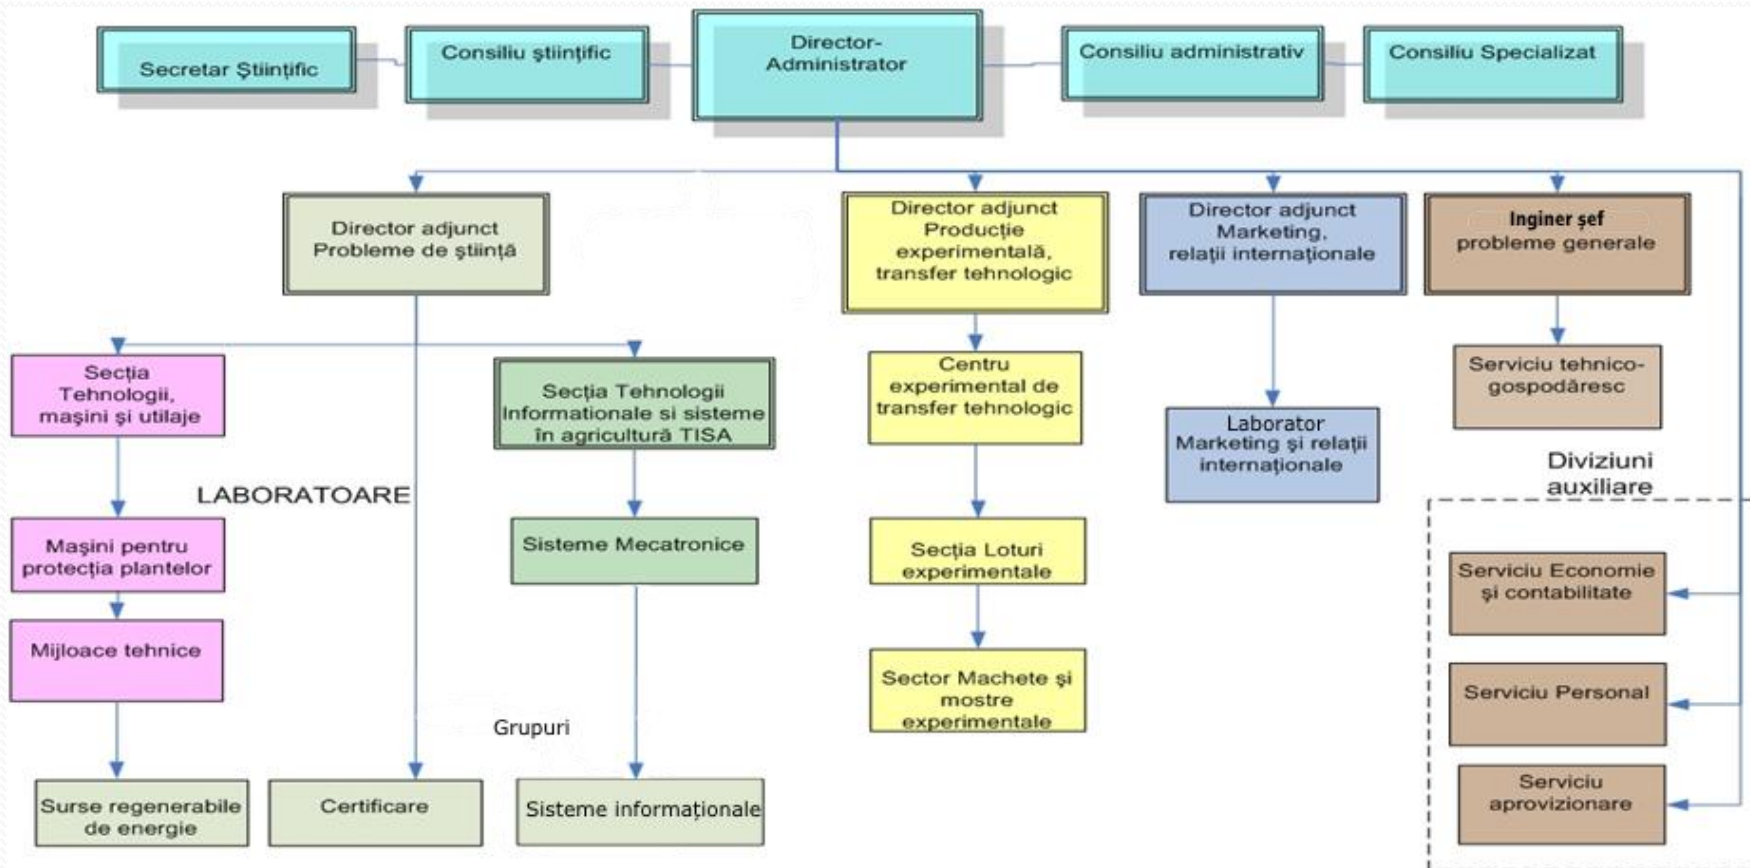 Secretar Ştiinţific
Consiliu ştiinţific
Director-
Administrator
Consiliu administrativ
Consiliu Specializat
Director adjunct
Probleme de ştiinţă
Director adjunct
Producţie
experimentală,
transfer tehnologic
Director adjunct
Marketing,
relaţii internaţionale
Inginer șef
probleme generale
Secţia
Tehnologii,
maşini şi utilaje
Secţia Tehnologii
Informationale si sisteme
în agricultură TISA
Centru
experimental de
transfer tehnologic
Laborator
Marketing şi relaţii
internaţionale
Serviciu tehnico-
gospodăresc
Diviziuni
auxiliare
LABORATOARE
Maşini pentru
protecţia plantelor
Sisteme Mecatronice
Secţia Loturi
experimentale
Serviciu Economie
şi contabilitate
Mijloace tehnice
Sector Machete şi
mostre
experimentale
Serviciu Personal
Grupuri
Surse regenerabile
de energie
Certificare
Sisteme informaţionale
Serviciu
aprovizionare